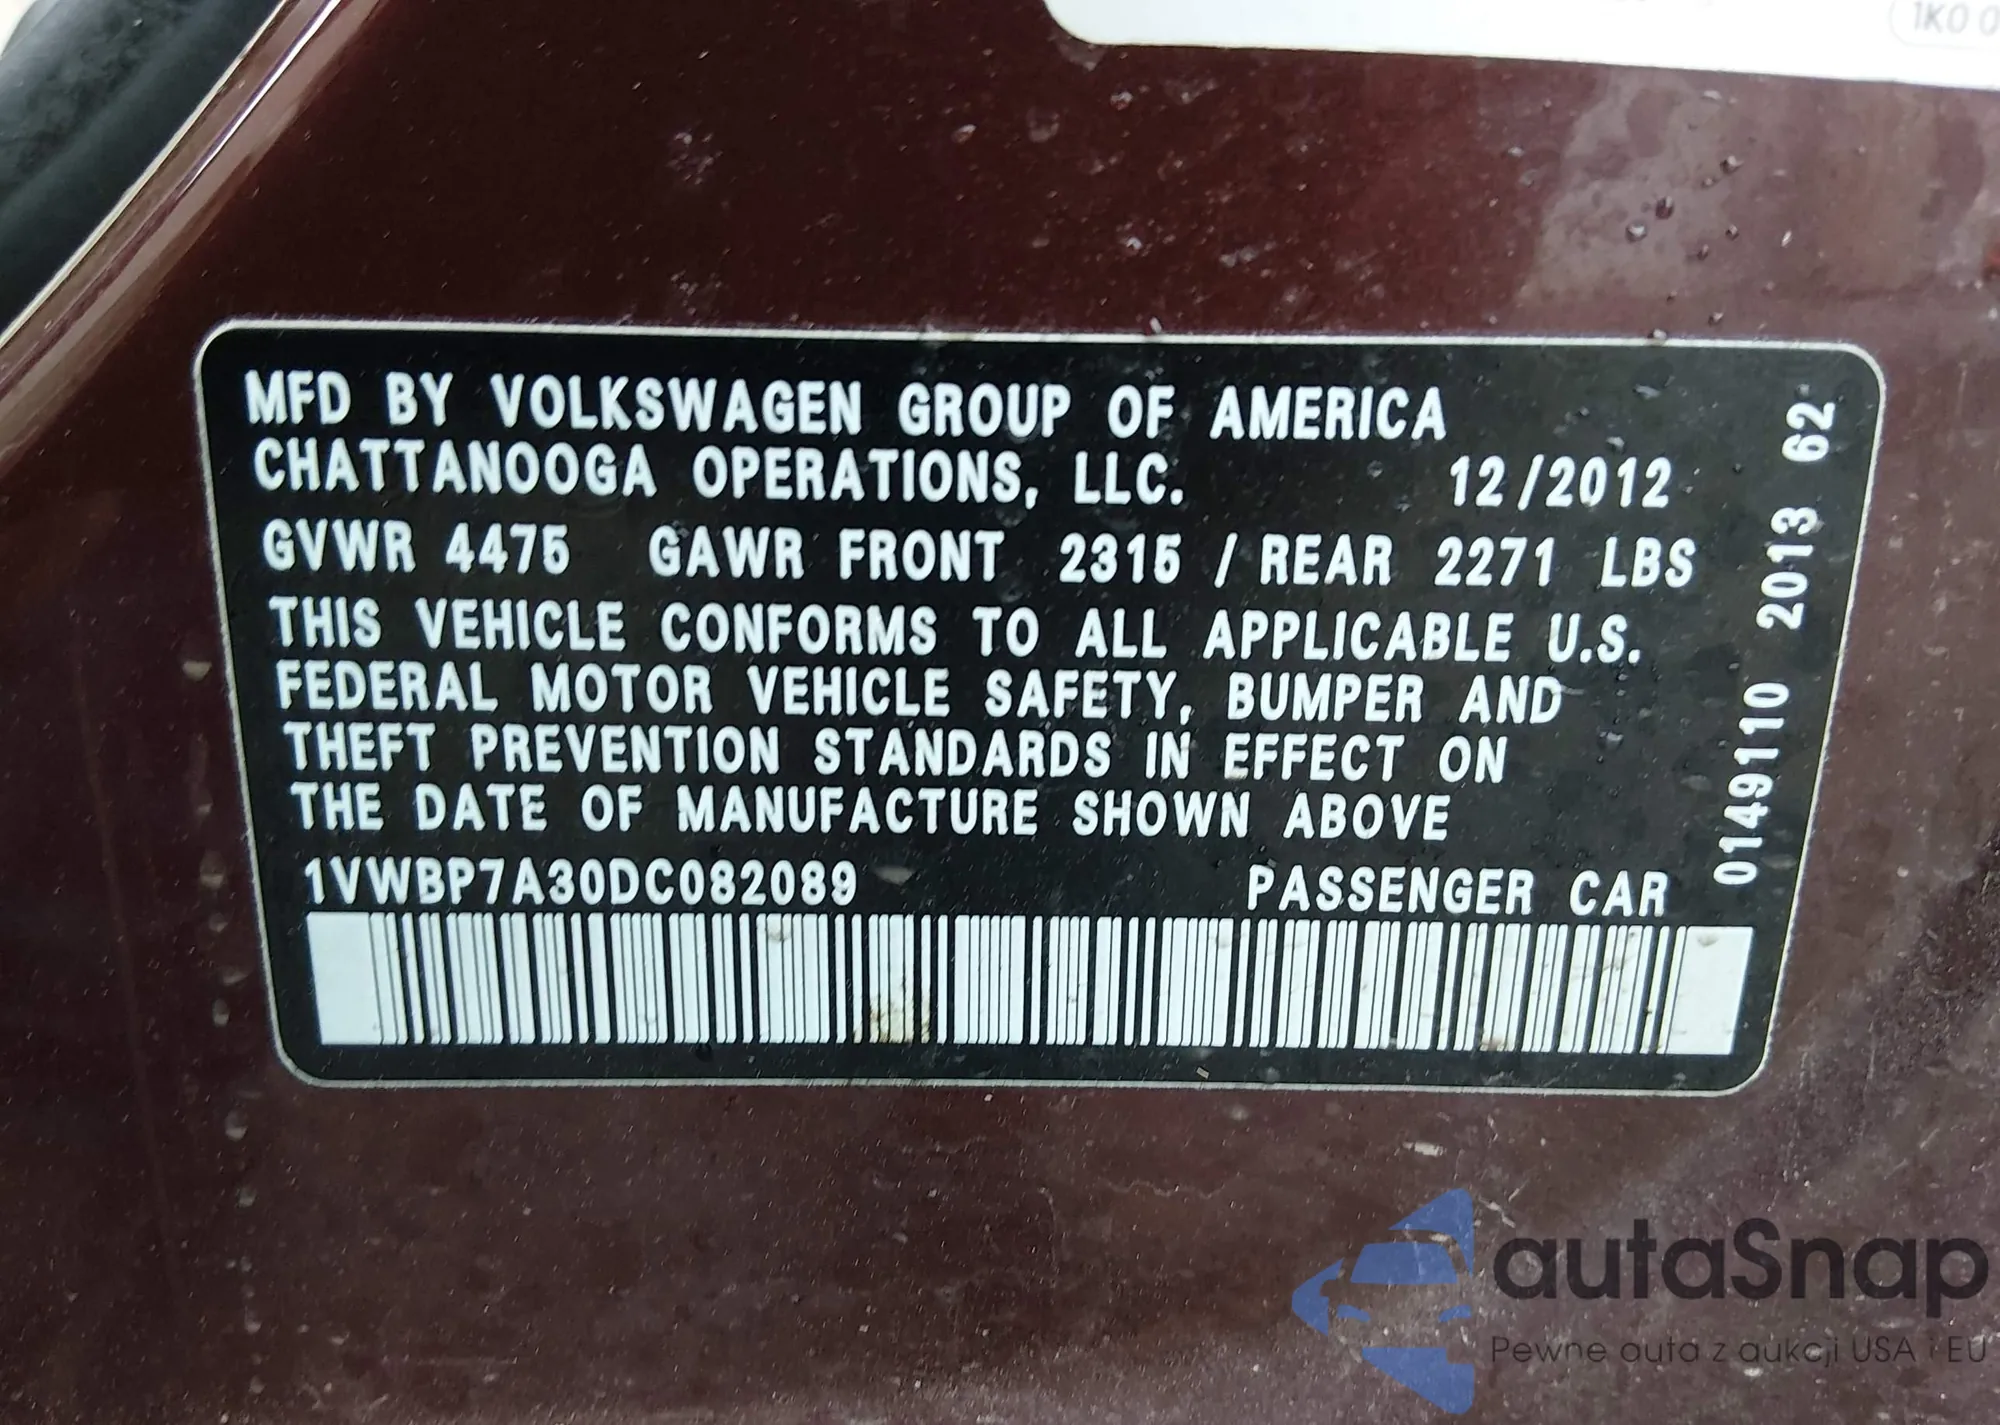 1K0 0
MFD BY VOLKSWAGEN GROUP OF AMERICA
CHATTANOOGA OPERATIONS, LLC. 12/2012
GVWR 4475 GAWR FRONT 2315 / REAR 2271 LBS
THIS VEHICLE CONFORMS TO ALL APPLICABLE U.S.
FEDERAL MOTOR VEHICLE SAFETY, BUMPER AND
THEFT PREVENTION STANDARDS IN EFFECT ON
THE DATE OF MANUFACTURE SHOWN ABOVE
1VWBP7A30DC082089 PASSENGER CAR
0149110 2013 62
autaSnap
Pewne auta z aukcji USA i EU